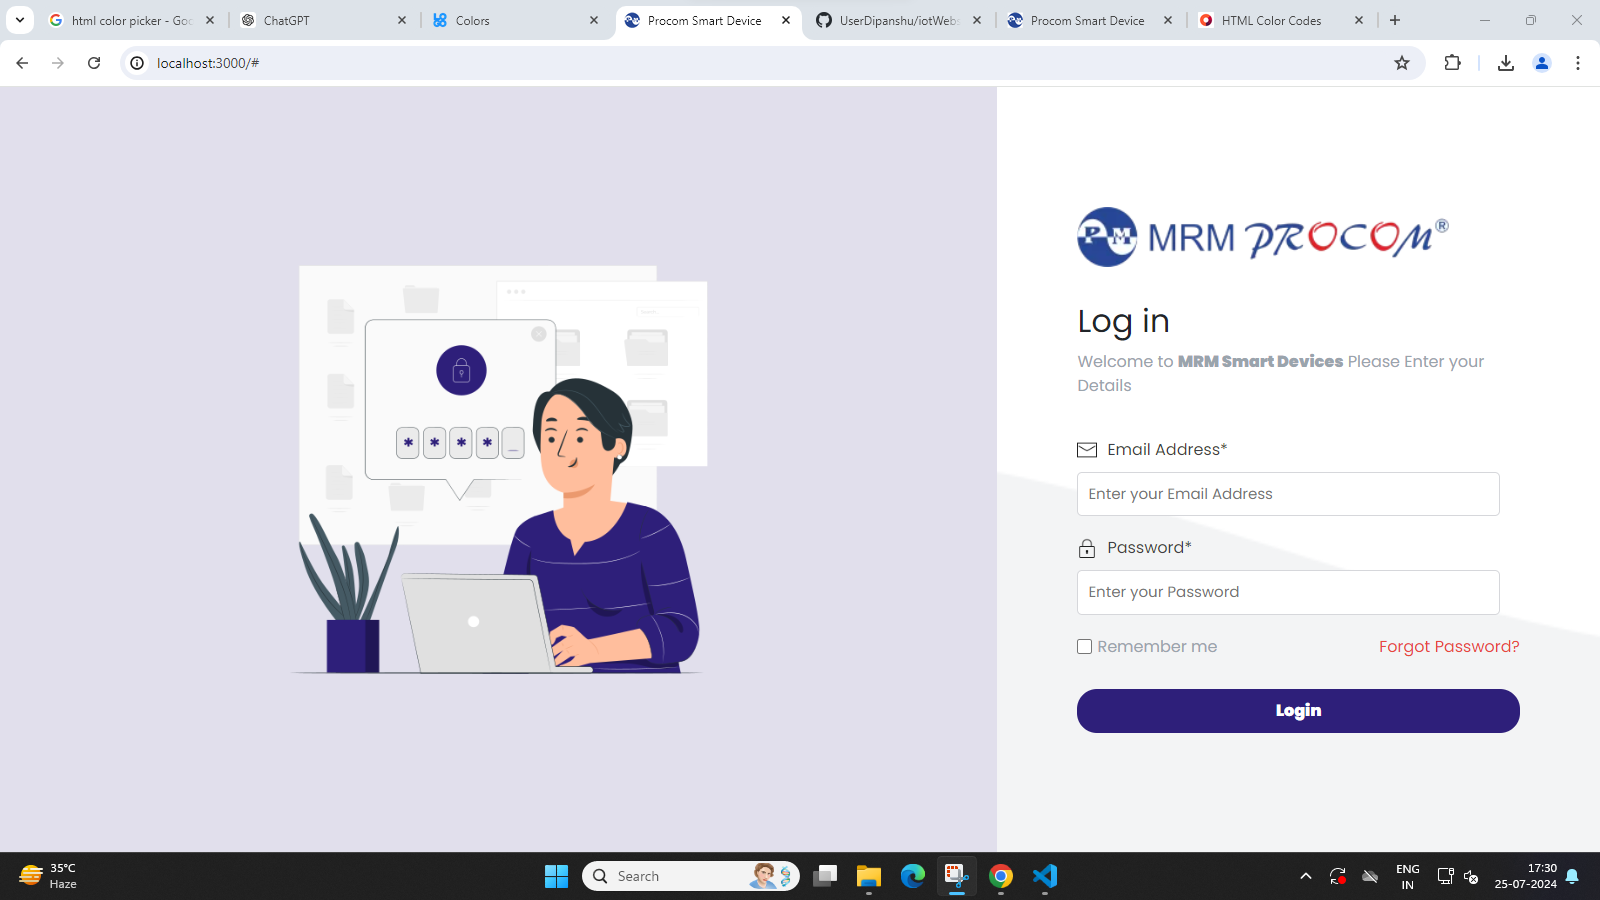 html color picker - Goo
ChatGPT
Colors
Procom Smart Device
UserDipanshu/iotWebs
Procom Smart Device
HTML Color Codes
localhost:3000/#
PM MRM PROCOM®
Log in
Welcome to MRM Smart Devices Please Enter your
Details
Email Address*
Enter your Email Address
Password*
Enter your Password
Remember me
Forgot Password?
Login
* * * * _
35°C
Haze
Search
ENG
IN
17:30
25-07-2024